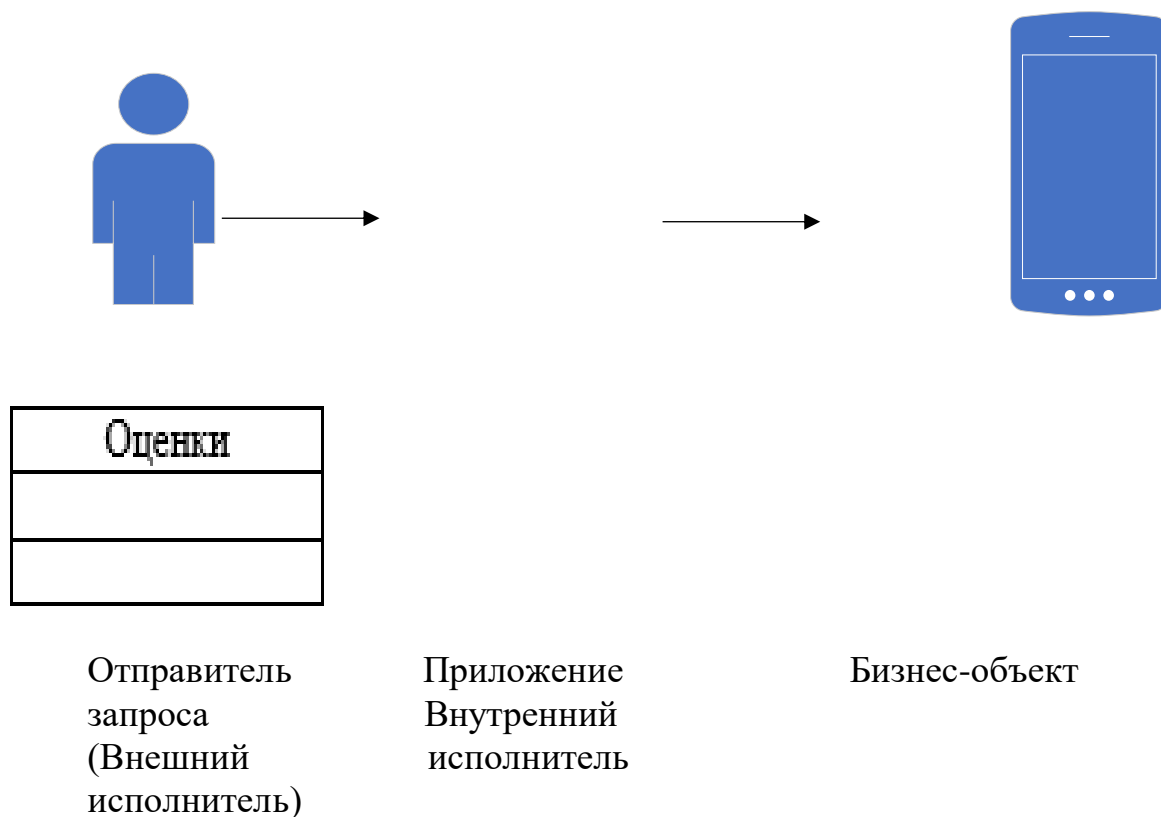 Оценки
Отправитель
запроса
(Внешний
исполнитель)
Приложение
Внутренний
исполнитель
Бизнес-объект